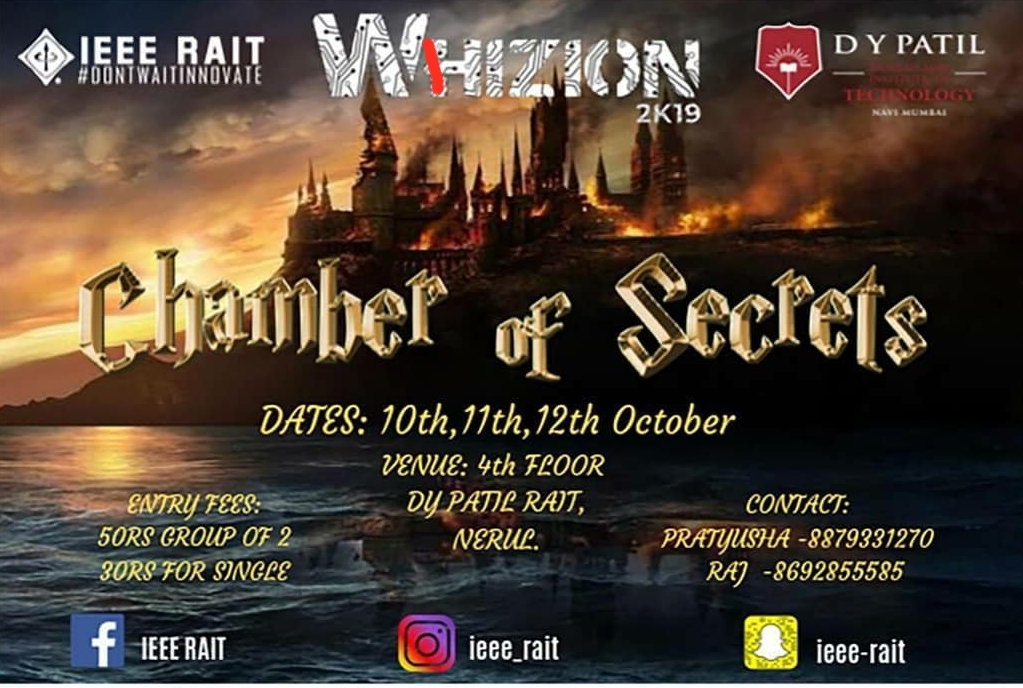 IEEE RAIT
#DONTWAITINNOVATE
WHIZION
2K19
D Y PATIL
TECHNOLOGY
NAVI MUMBAI
Chamber of Secrets
DATES: 10th,11th,12th October
VENUE: 4th FLOOR
DY PATIL RAIT,
NERUL.
ENTRY FEES:
50RS GROUP OF 2
30RS FOR SINGLE
CONTACT:
PRATYUSHA -8879331270
RAJ -8692855585
IEEE RAIT
ieee_rait
ieee-rait